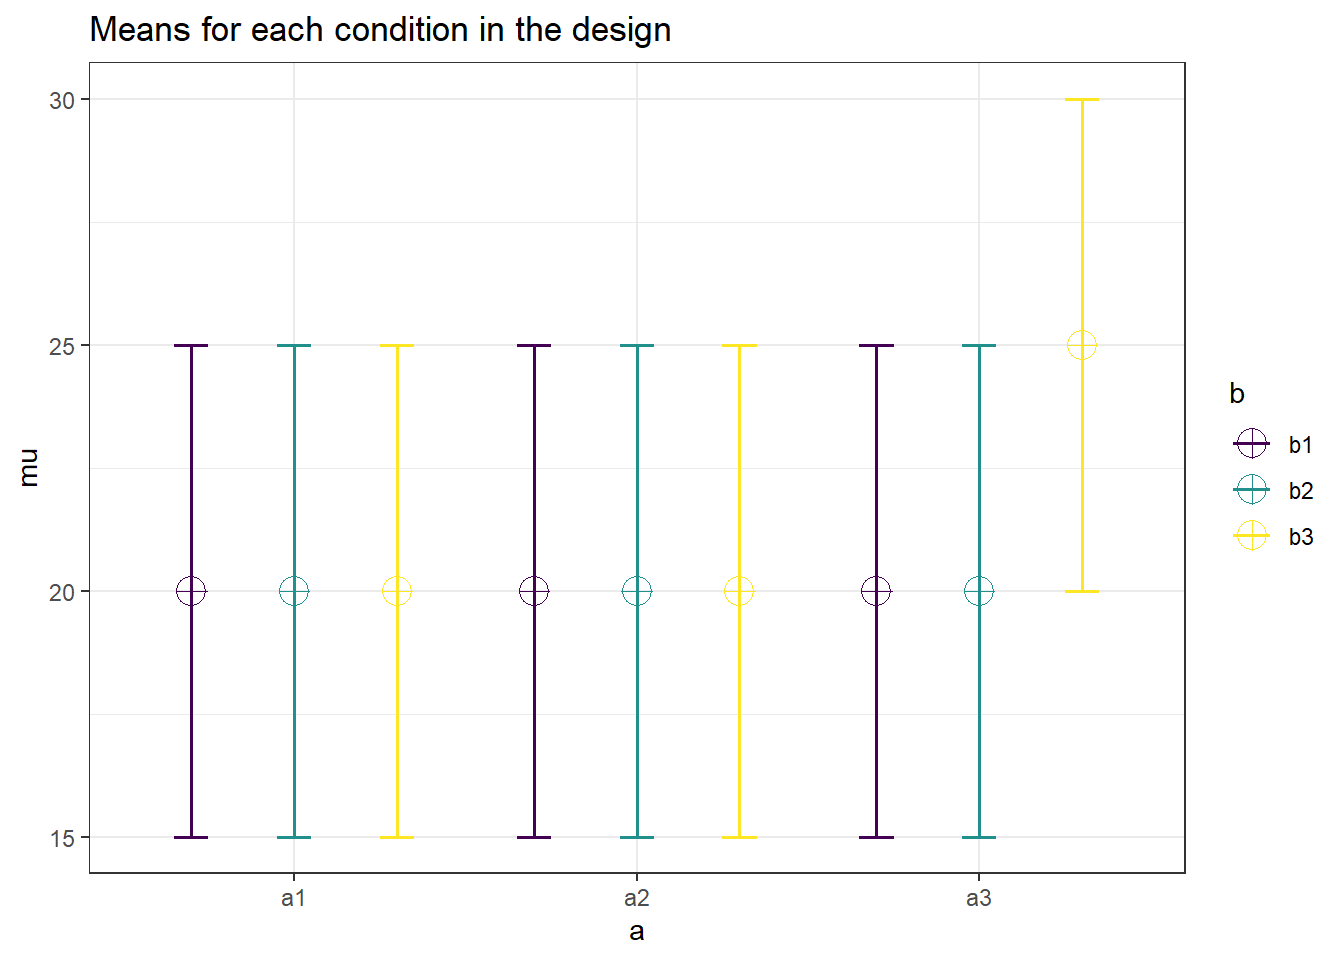 Means for each condition in the design
30
25
20
15
mu
a1 a2 a3
a
b
b1
b2
b3